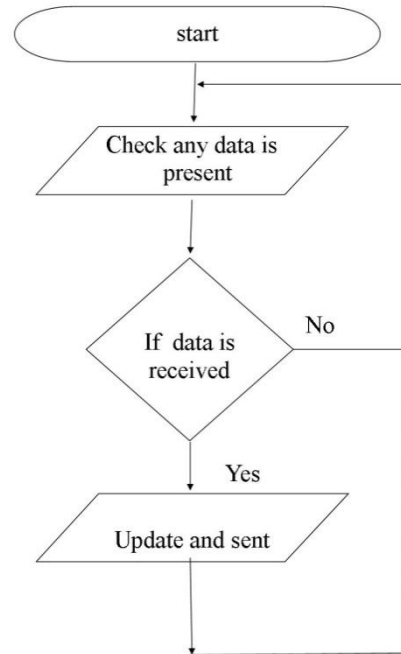 start
Check any data is
present
If data is
received
No
Yes
Update and sent